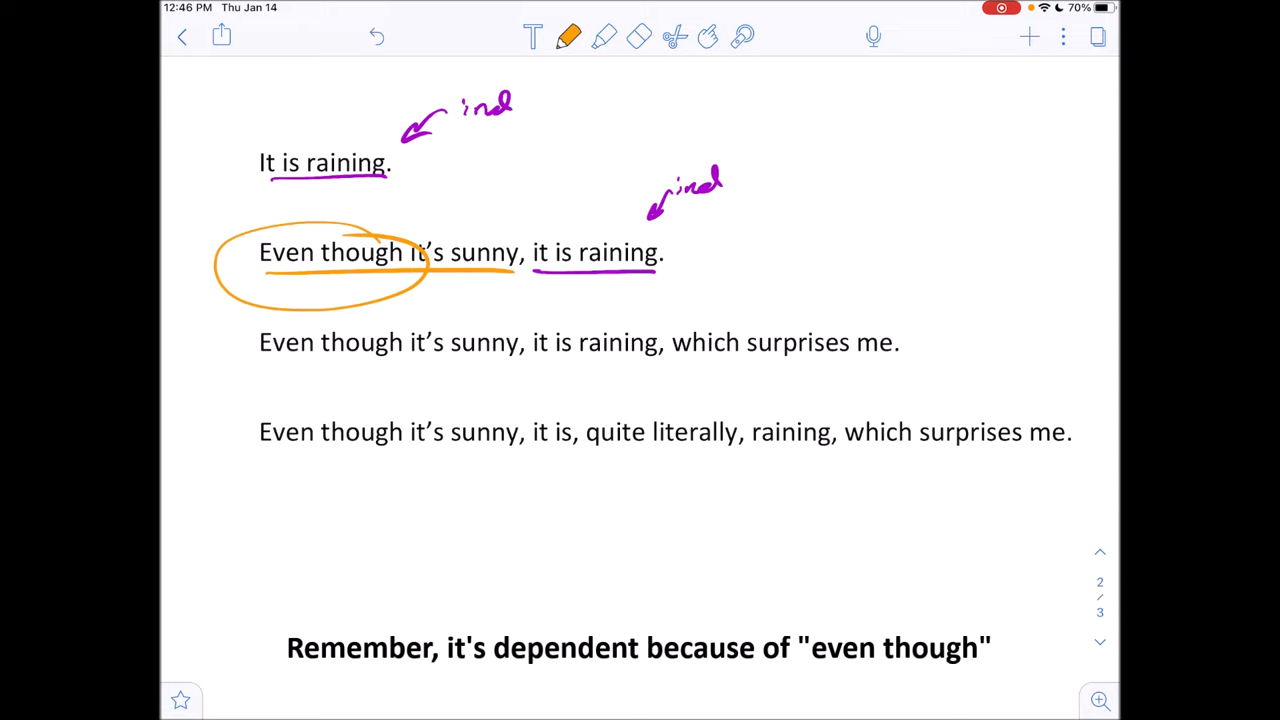 12:46 PM Thu Jan 14
70%
T
ind
It is raining.
ind
Even though it’s sunny, it is raining.
Even though it’s sunny, it is raining, which surprises me.
Even though it’s sunny, it is, quite literally, raining, which surprises me.
2
/
3
Remember, it's dependent because of "even though"